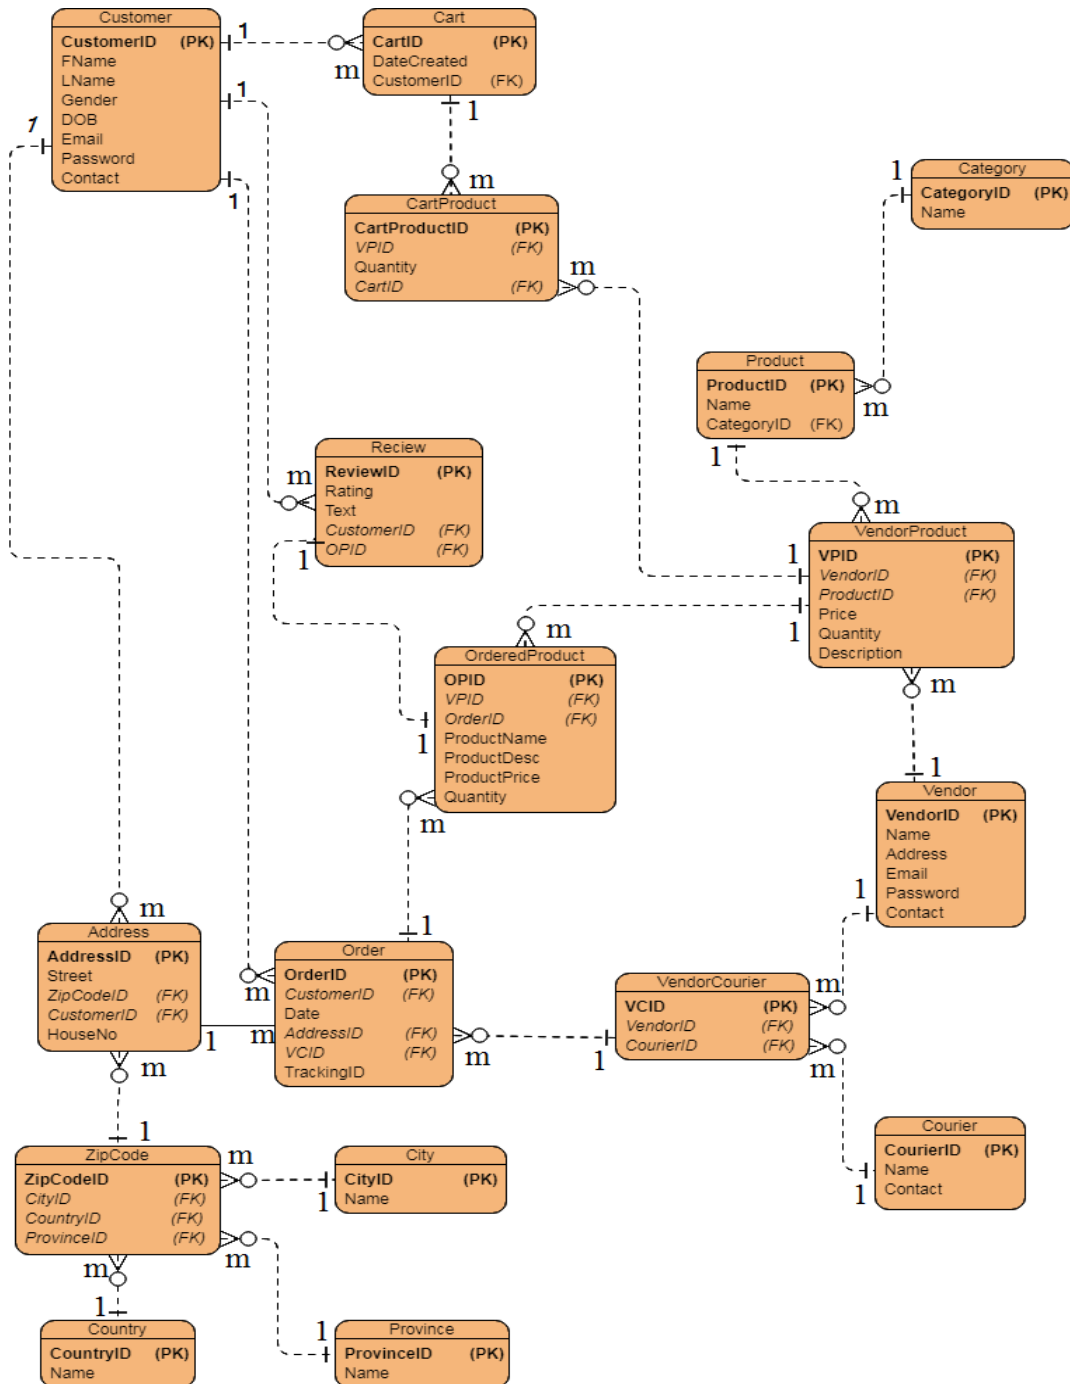 Customer
CustomerID (PK)
FName
LName
Gender
DOB
Email
Password
Contact
1
1
1
1
Cart
CartID (PK)
DateCreated
CustomerID (FK)
m
1
m
CartProduct
CartProductID (PK)
VPID (FK)
Quantity
CartID (FK)
m
Category
CategoryID (PK)
Name
1
Product
ProductID (PK)
Name
CategoryID (FK)
m
1
m
Reciew
ReviewID (PK)
Rating
Text
CustomerID (FK)
OPID (FK)
m
1
VendorProduct
VPID (PK)
VendorID (FK)
ProductID (FK)
Price
Quantity
Description
1
1
m
m
OrderedProduct
OPID (PK)
VPID (FK)
OrderID (FK)
ProductName
ProductDesc
ProductPrice
Quantity
1
m
1
Vendor
VendorID (PK)
Name
Address
Email
Password
Contact
1
m
Address
AddressID (PK)
Street
ZipCodeID (FK)
CustomerID (FK)
HouseNo
1
m
1
Order
OrderID (PK)
CustomerID (FK)
Date
AddressID (FK)
VCID (FK)
TrackingID
m
m
m
VendorCourier
VCID (PK)
VendorID (FK)
CourierID (FK)
1
m
m
Courier
CourierID (PK)
Name
Contact
1
1
ZipCode
ZipCodeID (PK)
CityID (FK)
CountryID (FK)
ProvinceID (FK)
m
m
m
City
CityID (PK)
Name
1
1
Country
CountryID (PK)
Name
1
Province
ProvinceID (PK)
Name